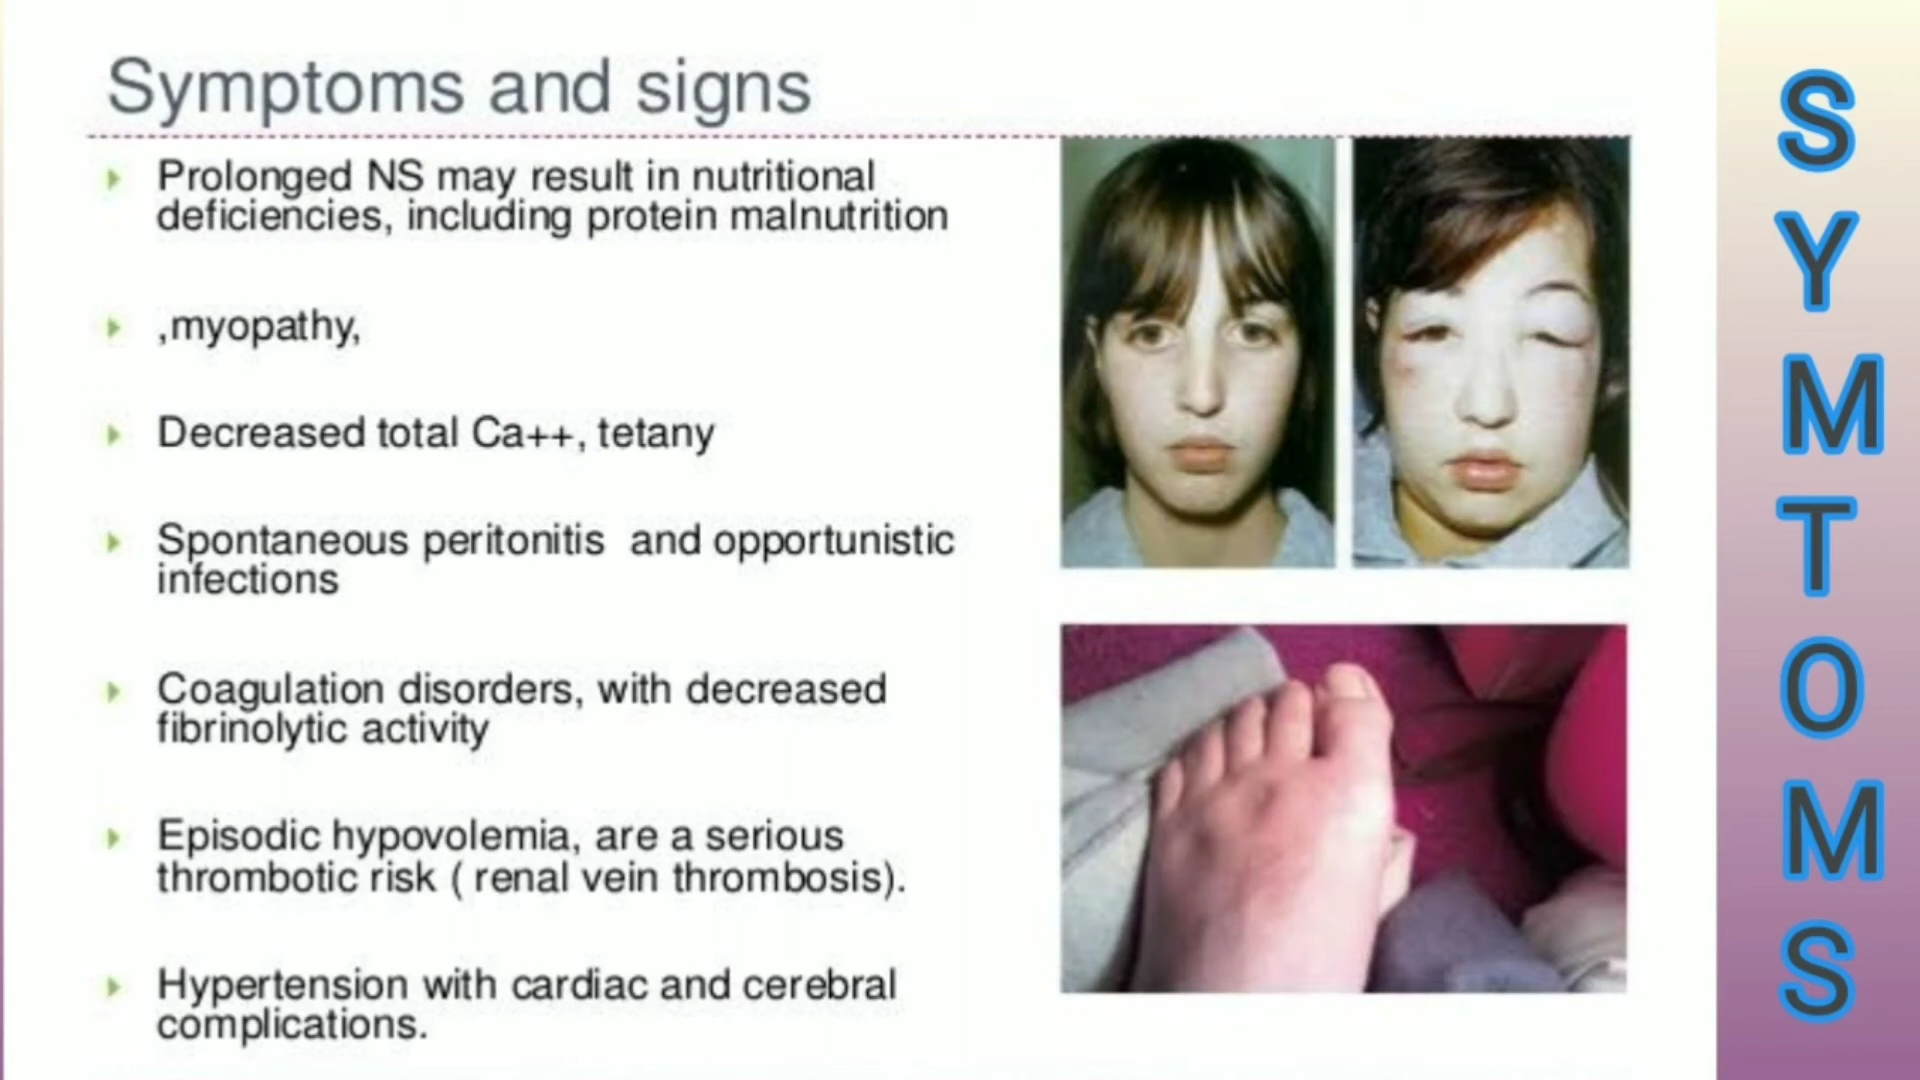 Symptoms and signs
Prolonged NS may result in nutritional
deficiencies, including protein malnutrition
,myopathy,
Decreased total Ca++, tetany
Spontaneous peritonitis  and opportunistic
infections
Coagulation disorders, with decreased
fibrinolytic activity
Episodic hypovolemia, are a serious
thrombotic risk ( renal vein thrombosis).
Hypertension with cardiac and cerebral
complications.
S
Y
M
T
O
M
S